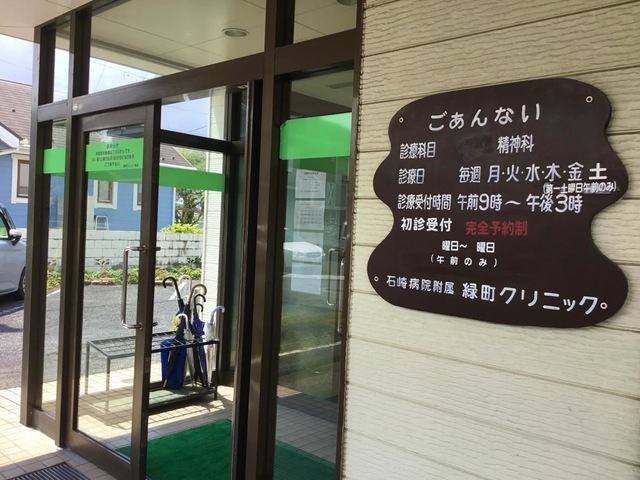 ごあんない
診療科目 精神科
診療日 毎週 月・火・水・木・金 土
(第一土曜日午前のみ)
診療受付時間 午前9時～午後3時
初診受付 完全予約制
曜日～ 曜日
(午前のみ)
石崎病院附属 緑町クリニック